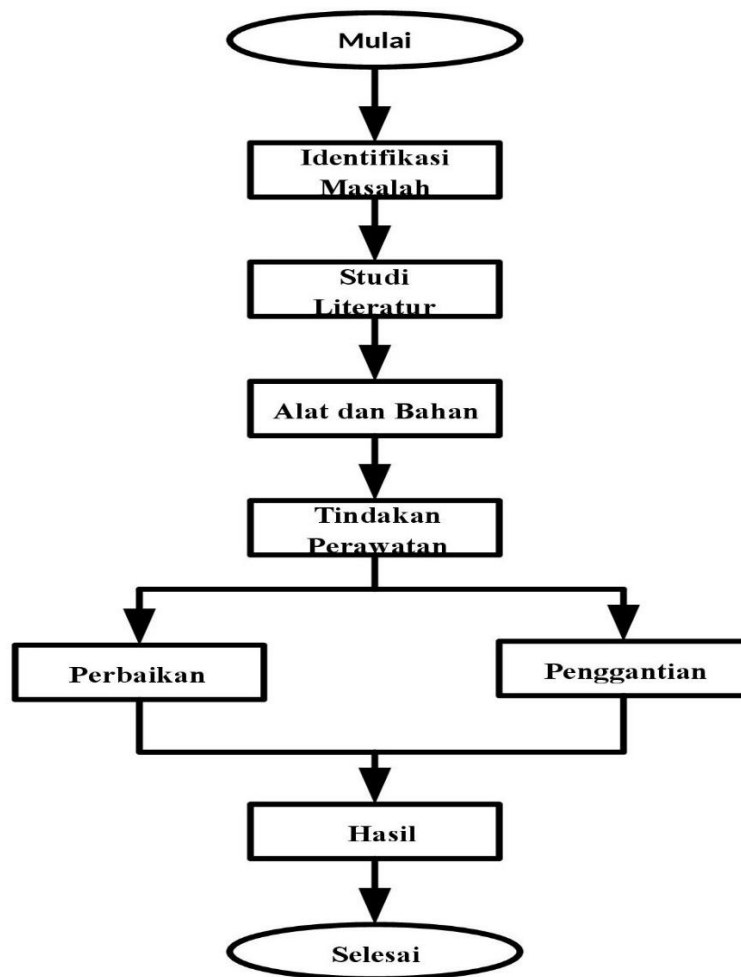 Mulai
Identifikasi
Masalah
Studi
Literatur
Alat dan Bahan
Tindakan
Perawatan
Perbaikan
Penggantian
Hasil
Selesai